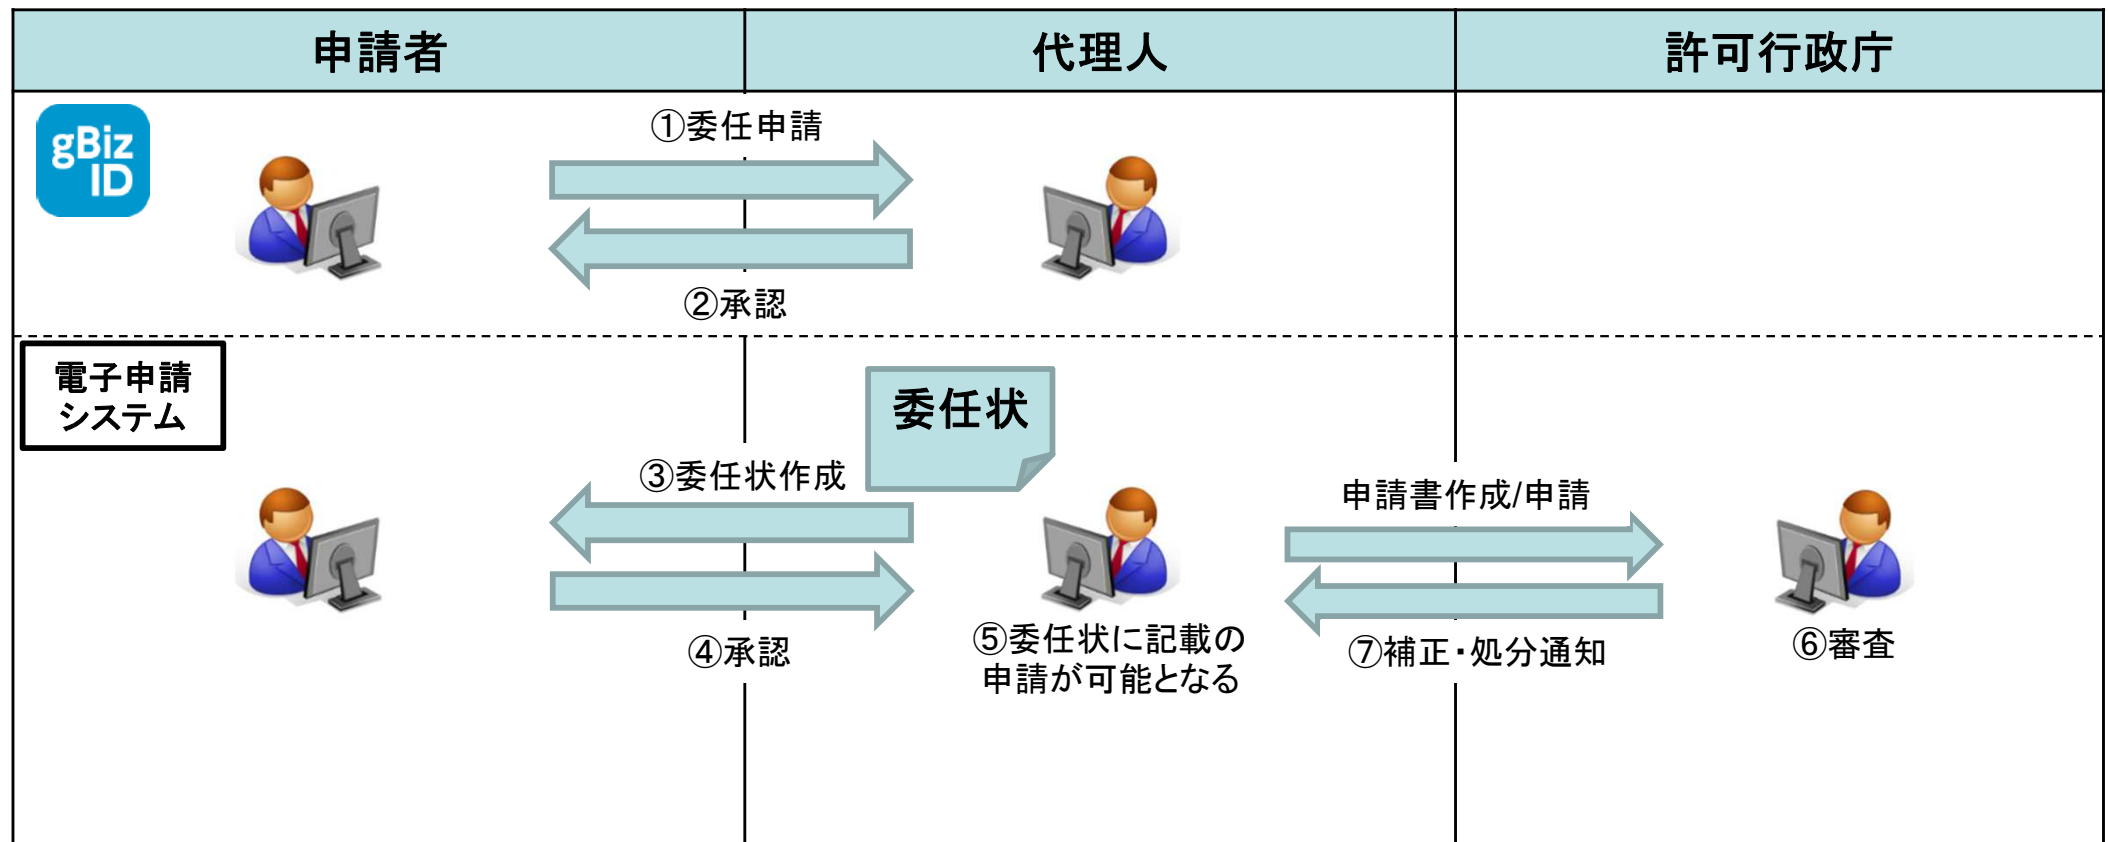 申請者
代理人
許可行政庁
gBiz
ID
①委任申請
②承認
電子申請
システム
委任状
③委任状作成
申請書作成/申請
④承認
⑤委任状に記載の
申請が可能となる
⑦補正・処分通知
⑥審査